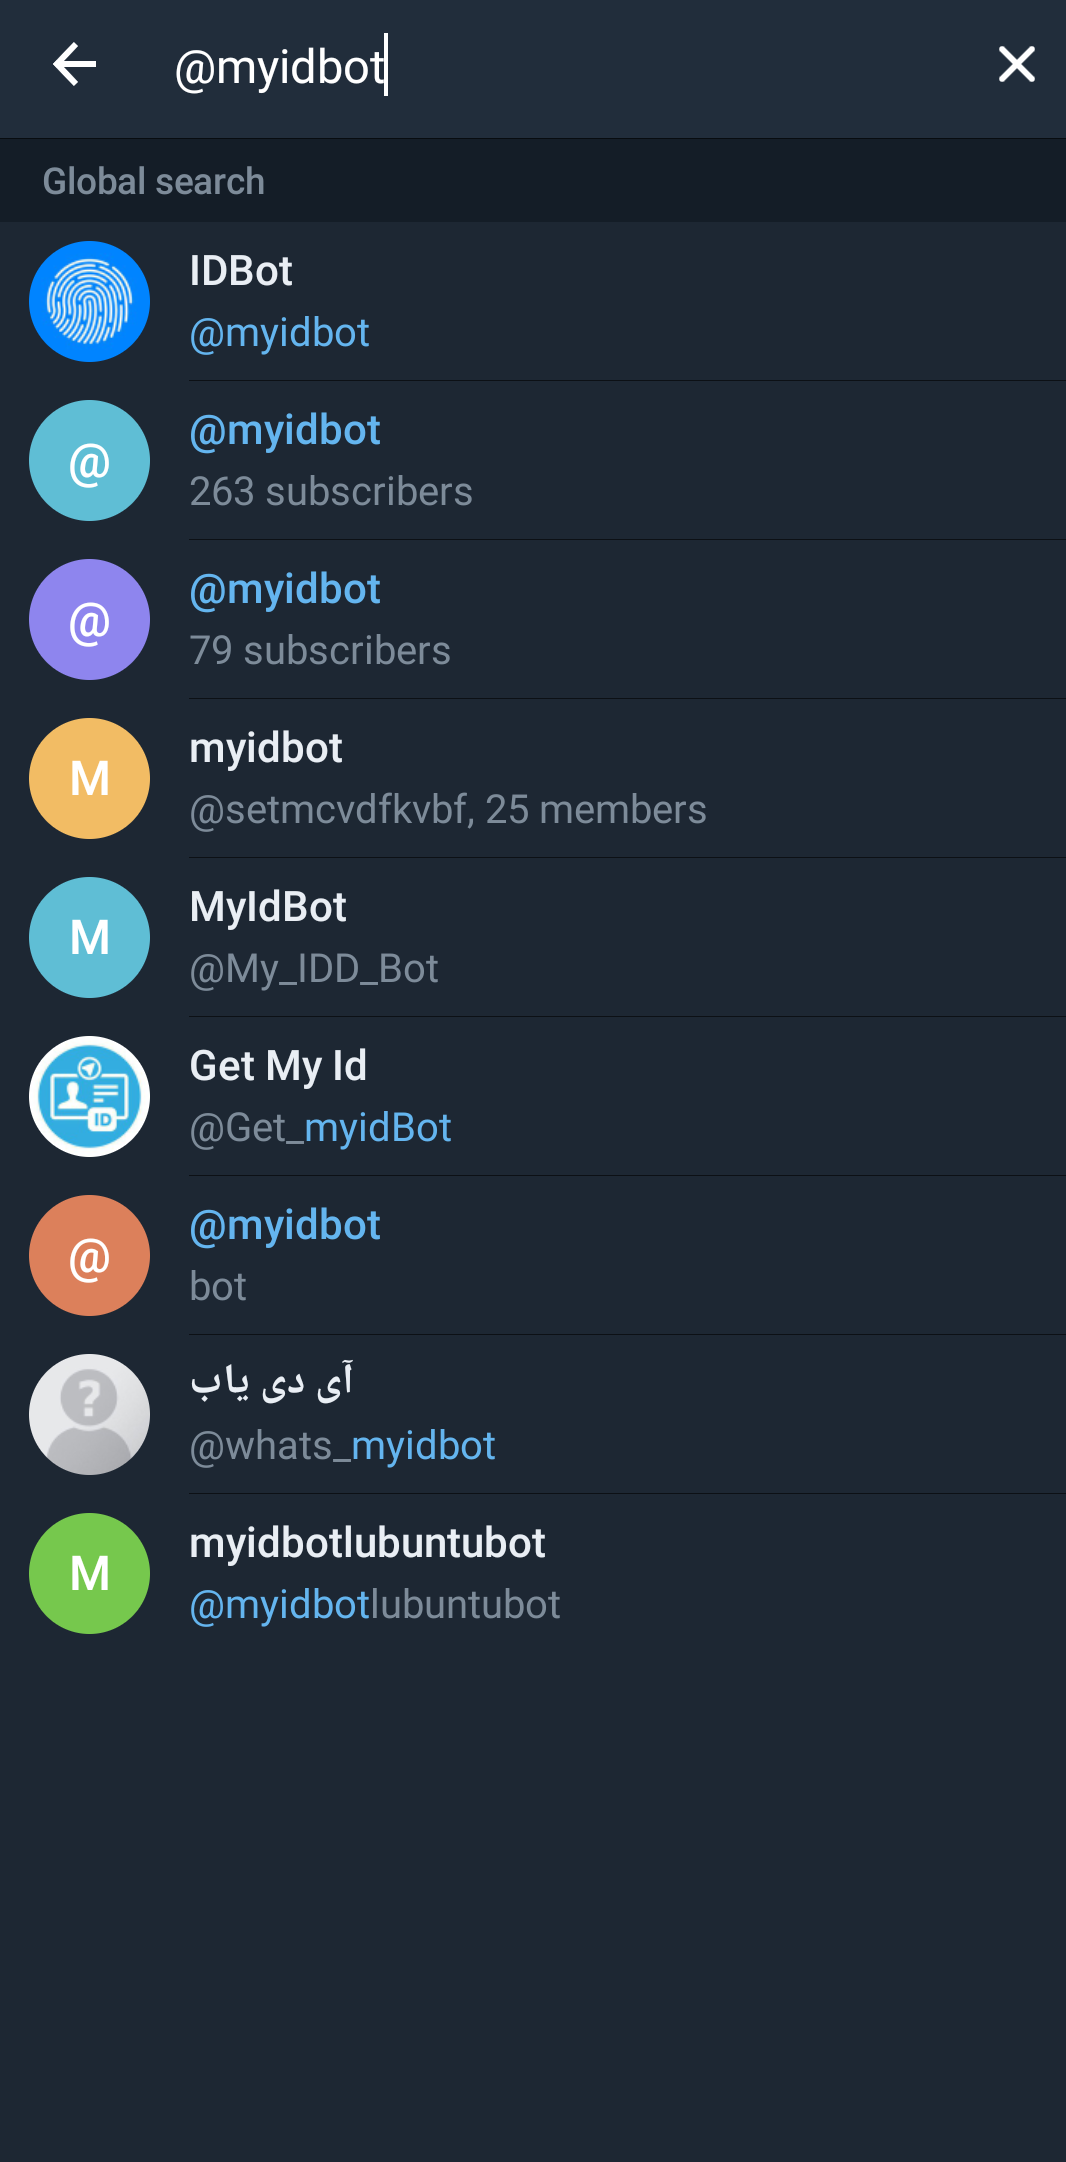 @myidbot
Global search
IDBot
@myidbot
@
@myidbot
263 subscribers
@
@myidbot
79 subscribers
M
myidbot
@setmcvdfkvbf, 25 members
M
MyIdBot
@My_IDD_Bot
ID
Get My Id
@Get_myidBot
@
@myidbot
bot
?
آی دی یاب
@whats_myidbot
M
myidbotlubuntubot
@myidbotlubuntubot